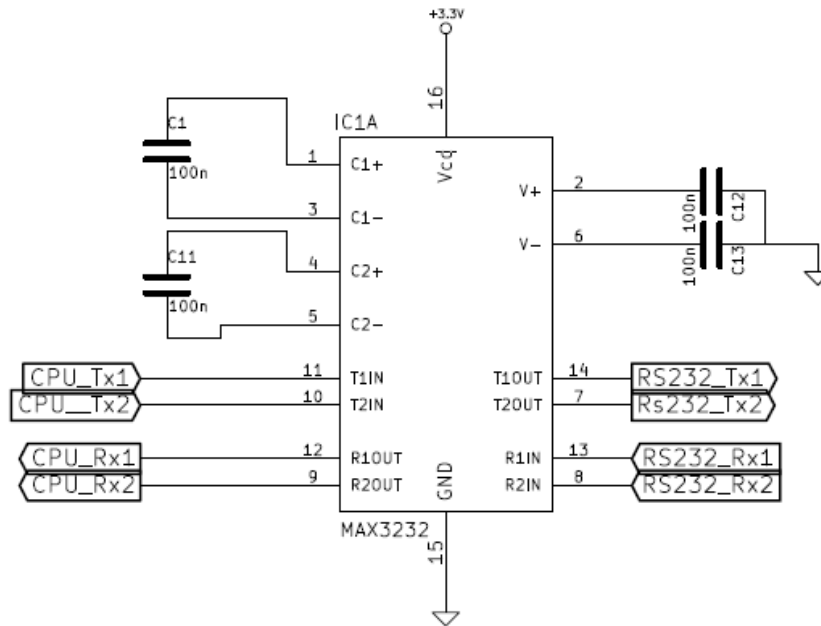 +3.3V
16
IC1A
C1
100n
1 C1+ Vcc V+ 2
100n C12
3 C1-
V- 6
100n C13
C11
100n
4 C2+
5 C2-
CPU_Tx1 11 T1IN T1OUT 14 RS232_Tx1
CPU__Tx2 10 T2IN T2OUT 7 Rs232_Tx2
CPU_Rx1 12 R1OUT R1IN 13 RS232_Rx1
CPU_Rx2 9 R2OUT GND R2IN 8 RS232_Rx2
MAX3232
15